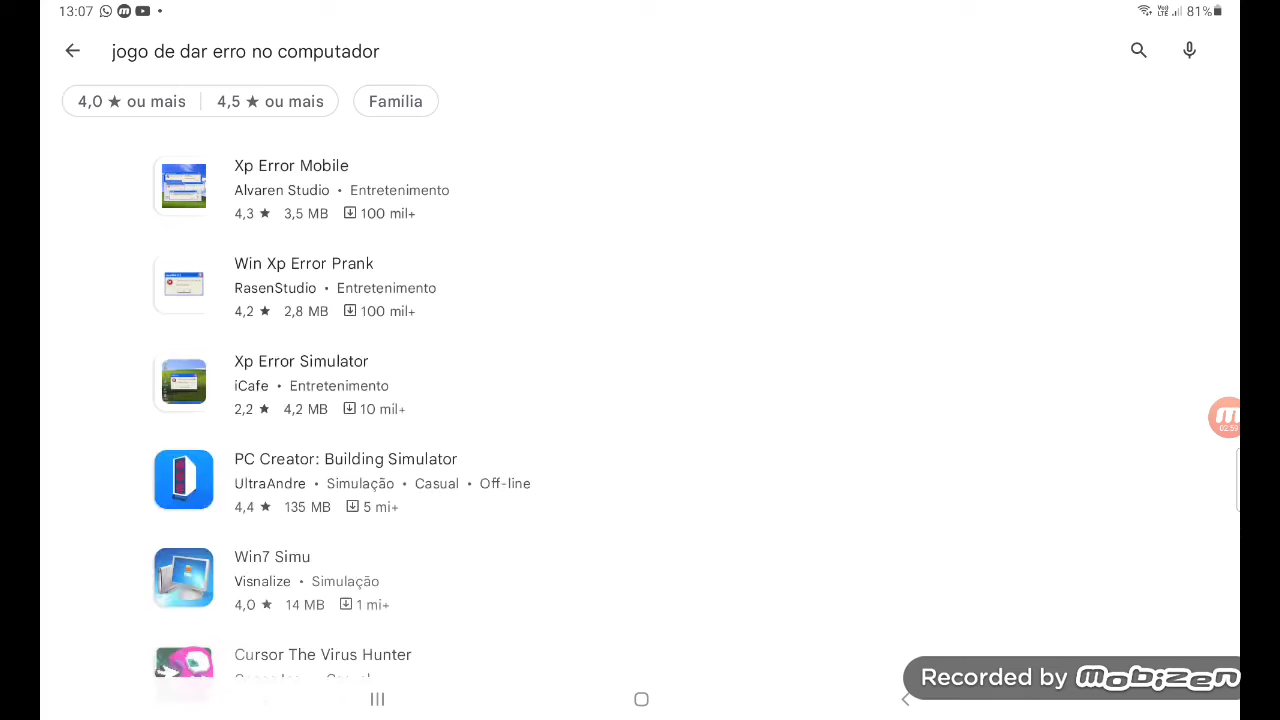 13:07 81%
jogo de dar erro no computador
4,0 ★ ou mais 4,5 ★ ou mais Família
Xp Error Mobile
Alvaren Studio • Entretenimento
4,3 ★ 3,5 MB 100 mil+
Win Xp Error Prank
RasenStudio • Entretenimento
4,2 ★ 2,8 MB 100 mil+
Xp Error Simulator
iCafe • Entretenimento
2,2 ★ 4,2 MB 10 mil+
02:59
PC Creator: Building Simulator
UltraAndre • Simulação • Casual • Off-line
4,4 ★ 135 MB 5 mi+
Win7 Simu
Visnalize • Simulação
4,0 ★ 14 MB 1 mi+
Cursor The Virus Hunter
Recorded by mobizen